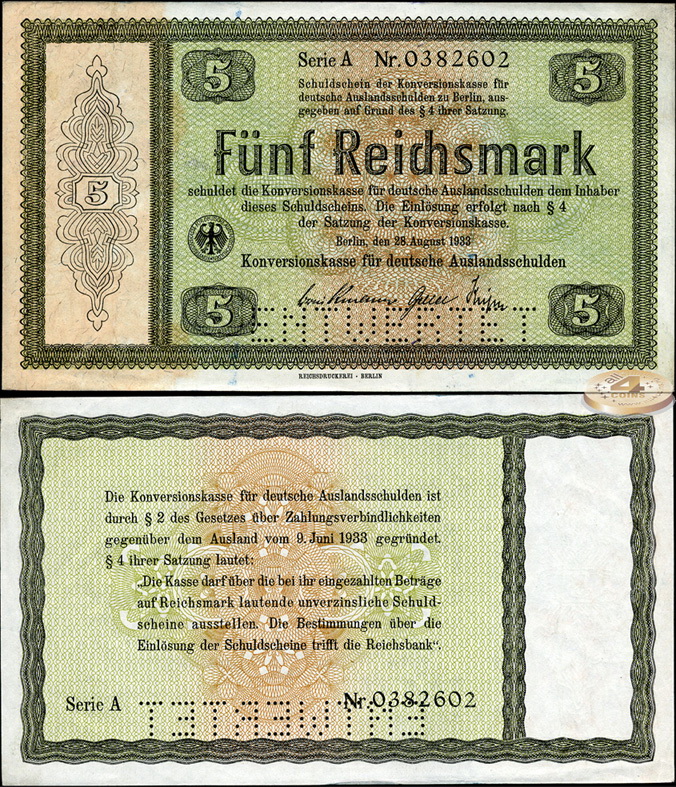 5
5
Serie A Nr. 0382602
Schuldschein der Konversionskasse für
deutsche Auslandsschulden zu Berlin, aus-
gegeben auf Grund des § 4 ihrer Satzung.
Fünf Reichsmark
5
schuldet die Konversionskasse für deutsche Auslandsschulden dem Inhaber
dieses Schuldscheins. Die Einlösung erfolgt nach § 4
der Satzung der Konversionskasse.
Berlin, den 28. August 1933
Konversionskasse für deutsche Auslandsschulden
5
5
ENTWERTET
REICHSDRUCKEREI - BERLIN
all
4
COINS
Die Konversionskasse für deutsche Auslandsschulden ist
durch § 2 des Gesetzes über Zahlungsverbindlichkeiten
gegenüber dem Ausland vom 9. Juni 1933 gegründet.
§ 4 ihrer Satzung lautet:
„Die Kasse darf über die bei ihr eingezahlten Beträge
auf Reichsmark lautende unverzinsliche Schuld-
scheine ausstellen. Die Bestimmungen über die
Einlösung der Schuldscheine trifft die Reichsbank“.
Serie A Nr. 0382602
ENTWERTET